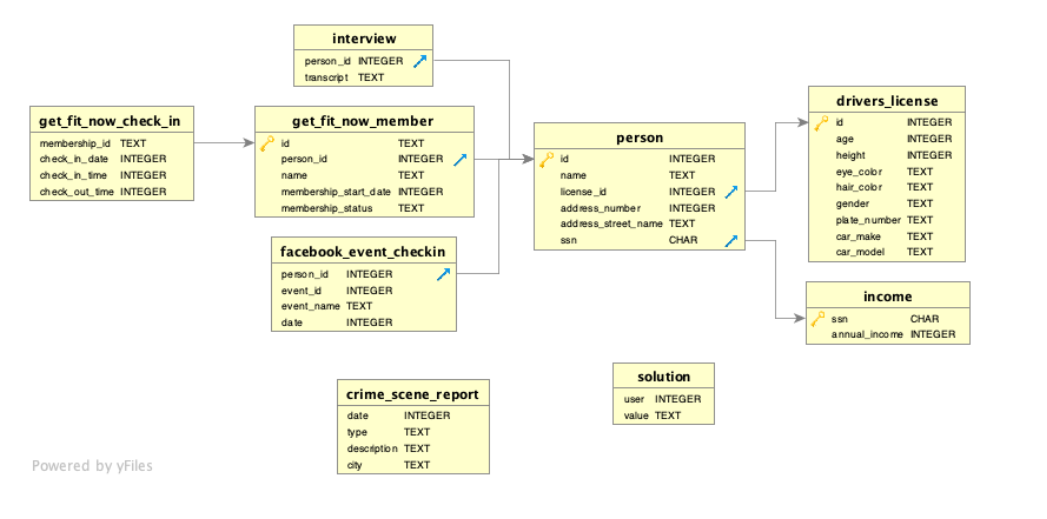 interview
person_id INTEGER
transcript TEXT
get_fit_now_check_in
membership_id TEXT
check_in_date INTEGER
check_in_time INTEGER
check_out_time INTEGER
get_fit_now_member
id TEXT
person_id INTEGER
name TEXT
membership_start_date INTEGER
membership_status TEXT
facebook_event_checkin
person_id INTEGER
event_id INTEGER
event_name TEXT
date INTEGER
person
id INTEGER
name TEXT
license_id INTEGER
address_number INTEGER
address_street_name TEXT
ssn CHAR
drivers_license
id INTEGER
age INTEGER
height INTEGER
eye_color TEXT
hair_color TEXT
gender TEXT
plate_number TEXT
car_make TEXT
car_model TEXT
income
ssn CHAR
annual_income INTEGER
solution
user INTEGER
value TEXT
crime_scene_report
date INTEGER
type TEXT
description TEXT
city TEXT
Powered by yFiles